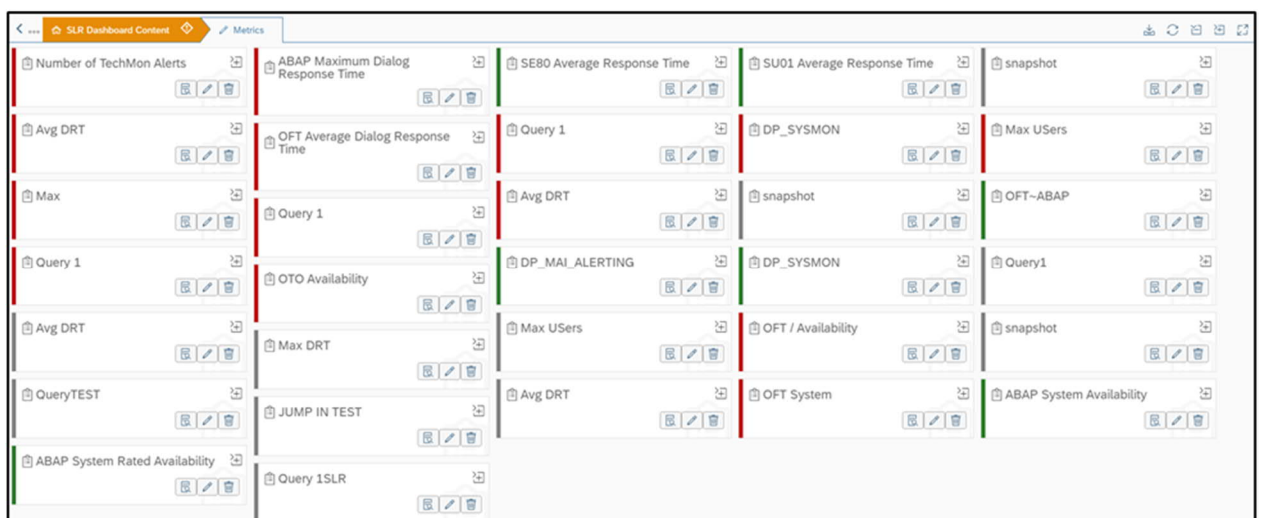 ... SLR Dashboard Content Metrics
Number of TechMon Alerts
Avg DRT
Max
Query 1
Avg DRT
QueryTEST
ABAP System Rated Availability
ABAP Maximum Dialog
Response Time
OFT Average Dialog Response
Time
Query 1
OTO Availability
Max DRT
JUMP IN TEST
Query 1SLR
SE80 Average Response Time
Query 1
Avg DRT
DP_MAI_ALERTING
Max USers
Avg DRT
SU01 Average Response Time
DP_SYSMON
snapshot
DP_SYSMON
OFT / Availability
OFT System
snapshot
Max USers
OFT~ABAP
Query1
snapshot
ABAP System Availability